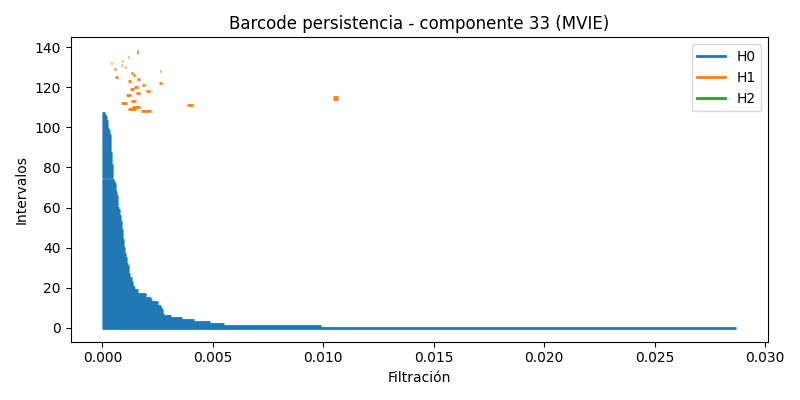 Barcode persistencia - componente 33 (MVIE)
140
120
100
80
60
40
20
0
Intervalos
H0
H1
H2
0.000
0.005
0.010
0.015
0.020
0.025
0.030
Filtración